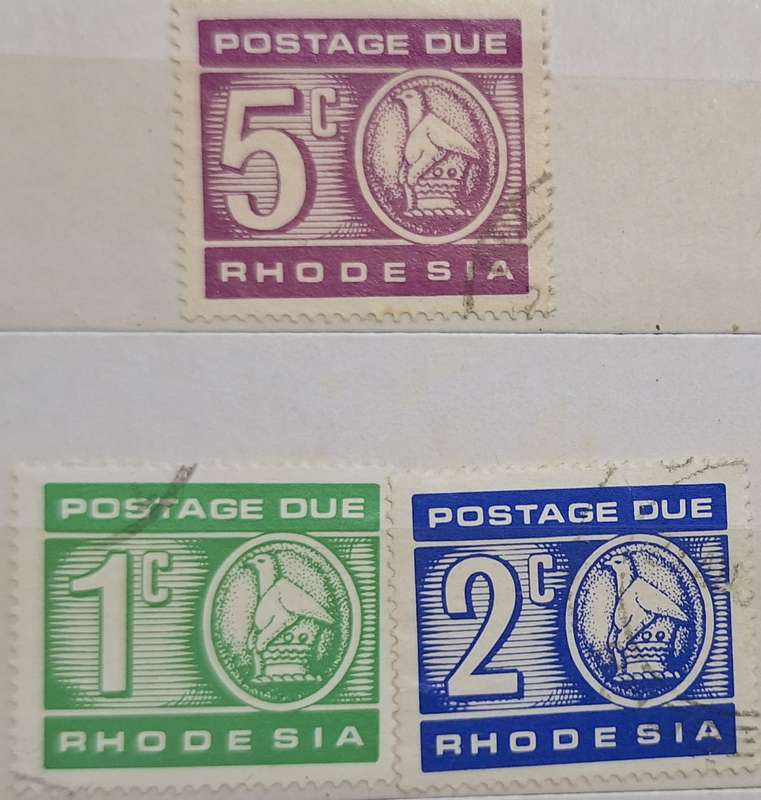 POSTAGE DUE
5c
RHODESIA
POSTAGE DUE
1c
RHODESIA
POSTAGE DUE
2c
RHODESIA